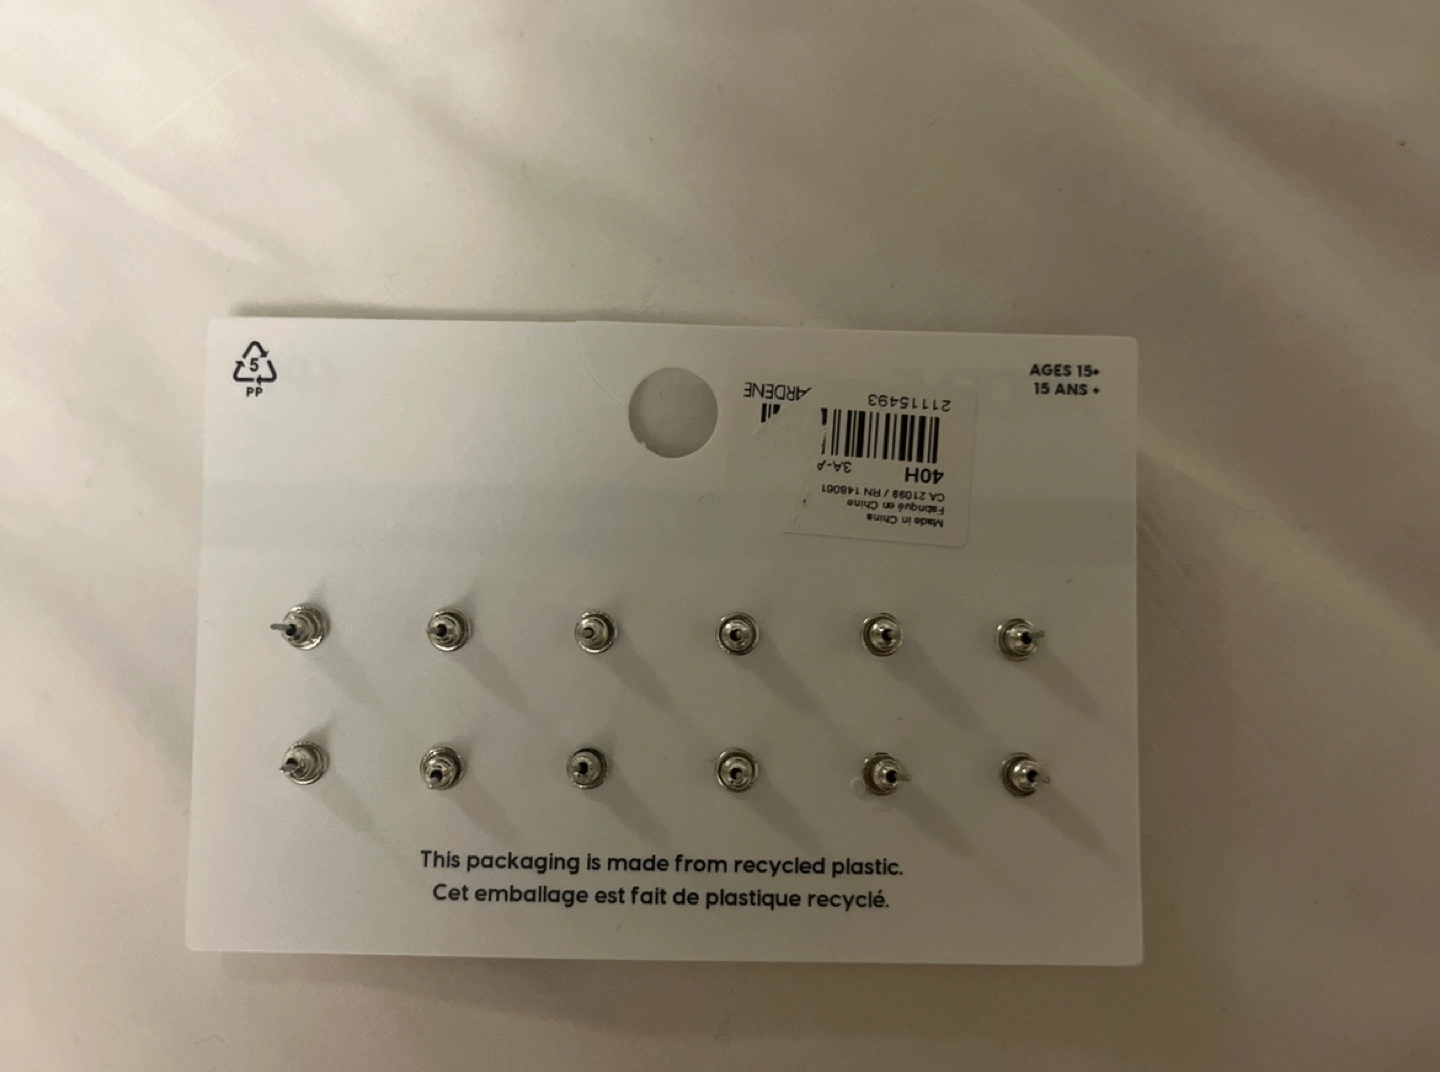 5
PP
AGES 15+
15 ANS +
ARDENE
21115493
40H
3A-A
CA 21099 / RN 148061
Fabriqué en Chine
Made in China
This packaging is made from recycled plastic.
Cet emballage est fait de plastique recyclé.